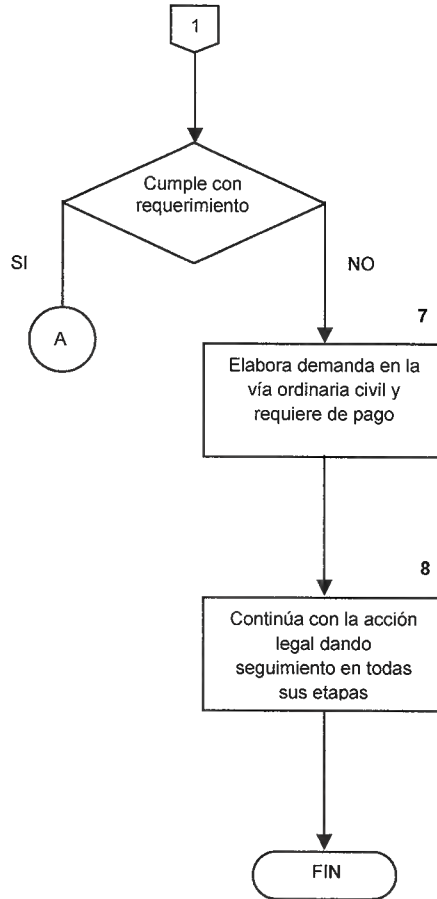 1
Cumple con
requerimiento
SI
NO
A
7
Elabora demanda en la
vía ordinaria civil y
requiere de pago
8
Continúa con la acción
legal dando
seguimiento en todas
sus etapas
FIN